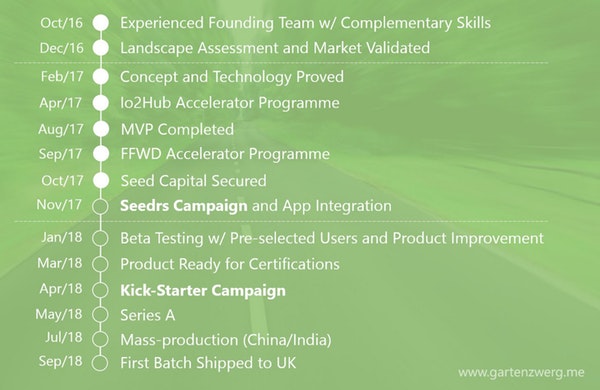 Oct/16 Experienced Founding Team w/ Complementary Skills
Dec/16 Landscape Assessment and Market Validated
Feb/17 Concept and Technology Proved
Apr/17 Io2Hub Accelerator Programme
Aug/17 MVP Completed
Sep/17 FFWD Accelerator Programme
Oct/17 Seed Capital Secured
Nov/17 Seedrs Campaign and App Integration
Jan/18 Beta Testing w/ Pre-selected Users and Product Improvement
Mar/18 Product Ready for Certifications
Apr/18 Kick-Starter Campaign
May/18 Series A
Jul/18 Mass-production (China/India)
Sep/18 First Batch Shipped to UK
www.gartenzwerg.me